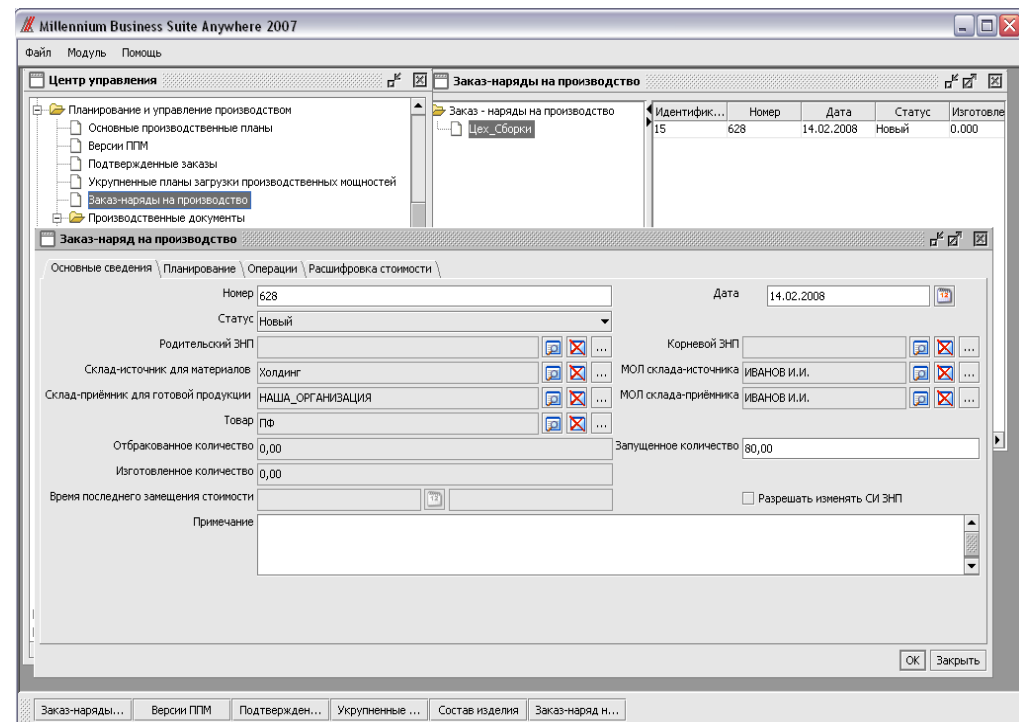 Millennium Business Suite Anywhere 2007
Файл Модуль Помощь
Центр управления
Планирование и управление производством
Основные производственные планы
Версии ППМ
Подтвержденные заказы
Укрупненные планы загрузки производственных мощностей
Заказ-наряды на производство
Производственные документы
Заказ-наряды на производство
Заказ - наряды на производство
Цех_Сборки
Идентифик... Номер Дата Статус Изготовле
15 628 14.02.2008 Новый 0.000
Заказ-наряд на производство
Основные сведения Планирование Операции Расшифровка стоимости
Номер 628 Дата 14.02.2008
Статус Новый
Родительский ЗНП ... Корневой ЗНП ...
Склад-источник для материалов Холдинг ... МОЛ склада-источника ИВАНОВ И.И. ...
Склад-приёмник для готовой продукции НАША_ОРГАНИЗАЦИЯ ... МОЛ склада-приёмника ИВАНОВ И.И. ...
Товар ПФ ...
Отбракованное количество 0,00 Запущенное количество 80,00
Изготовленное количество 0,00
Время последнего замещения стоимости Разрешать изменять СИ ЗНП
Примечание
ОК Закрыть
Заказ-наряды... Версии ППМ Подтвержден... Укрупненные ... Состав изделия Заказ-наряд н...